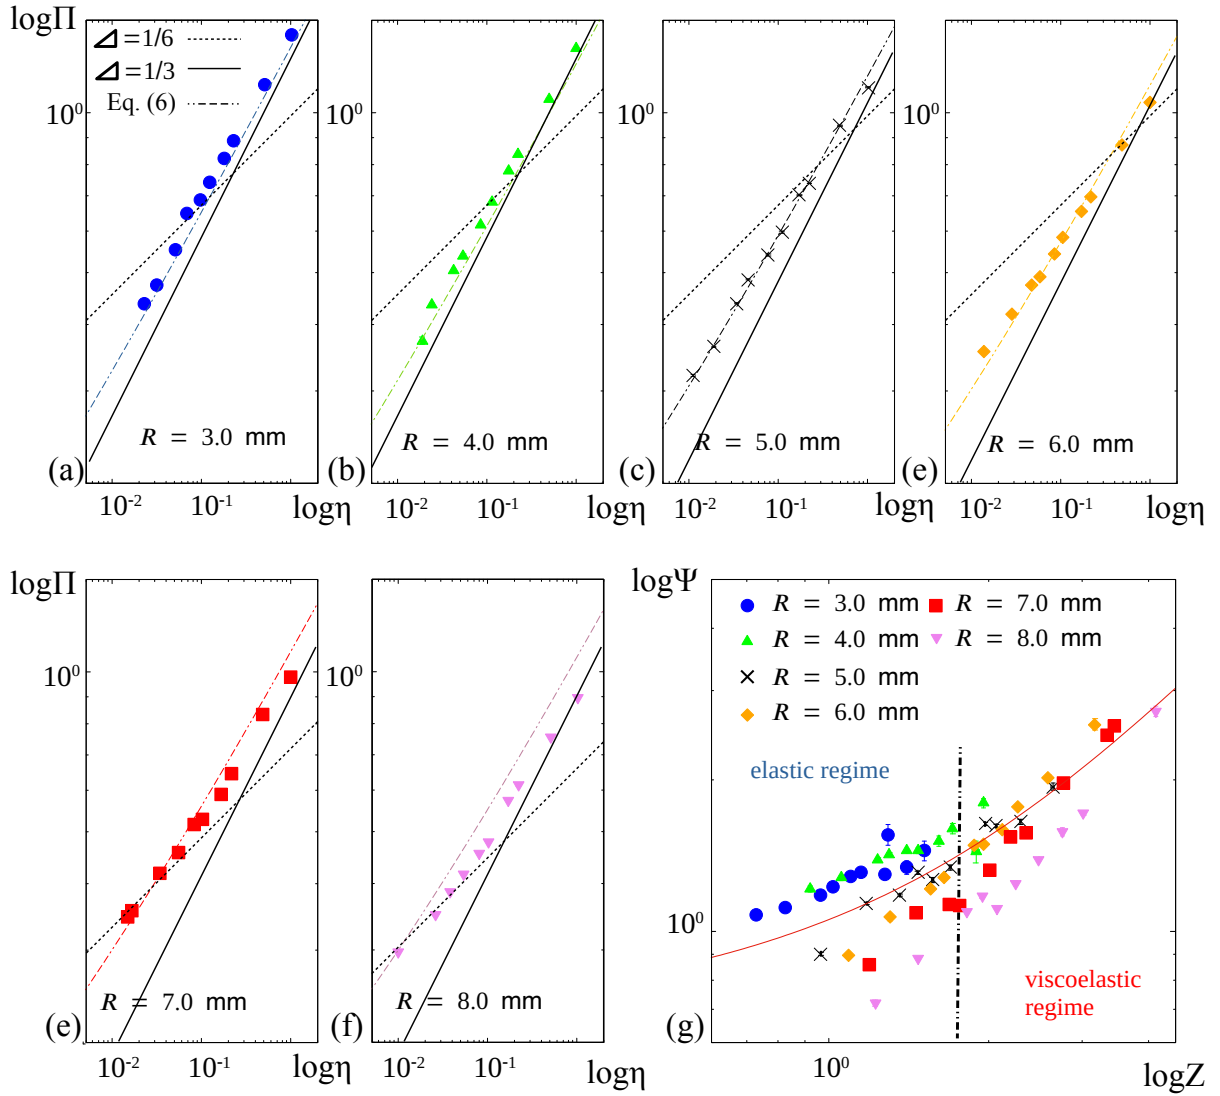 logΠ
⊿=1/6
⊿=1/3
Eq. (6)
10⁰
R = 3.0 mm
(a)
10⁻² 10⁻¹ logη
10⁰
R = 4.0 mm
(b)
10⁻² 10⁻¹ logη
10⁰
R = 5.0 mm
(c)
10⁻² 10⁻¹ logη
10⁰
R = 6.0 mm
(e)
10⁻² 10⁻¹ logη
logΠ
10⁰
R = 7.0 mm
(e)
10⁻² 10⁻¹ logη
10⁰
R = 8.0 mm
(f)
10⁻² 10⁻¹ logη
logΨ
R = 3.0 mm
R = 4.0 mm
R = 5.0 mm
R = 6.0 mm
R = 7.0 mm
R = 8.0 mm
elastic regime
10⁰
viscoelastic
regime
(g)
10⁰ logZ